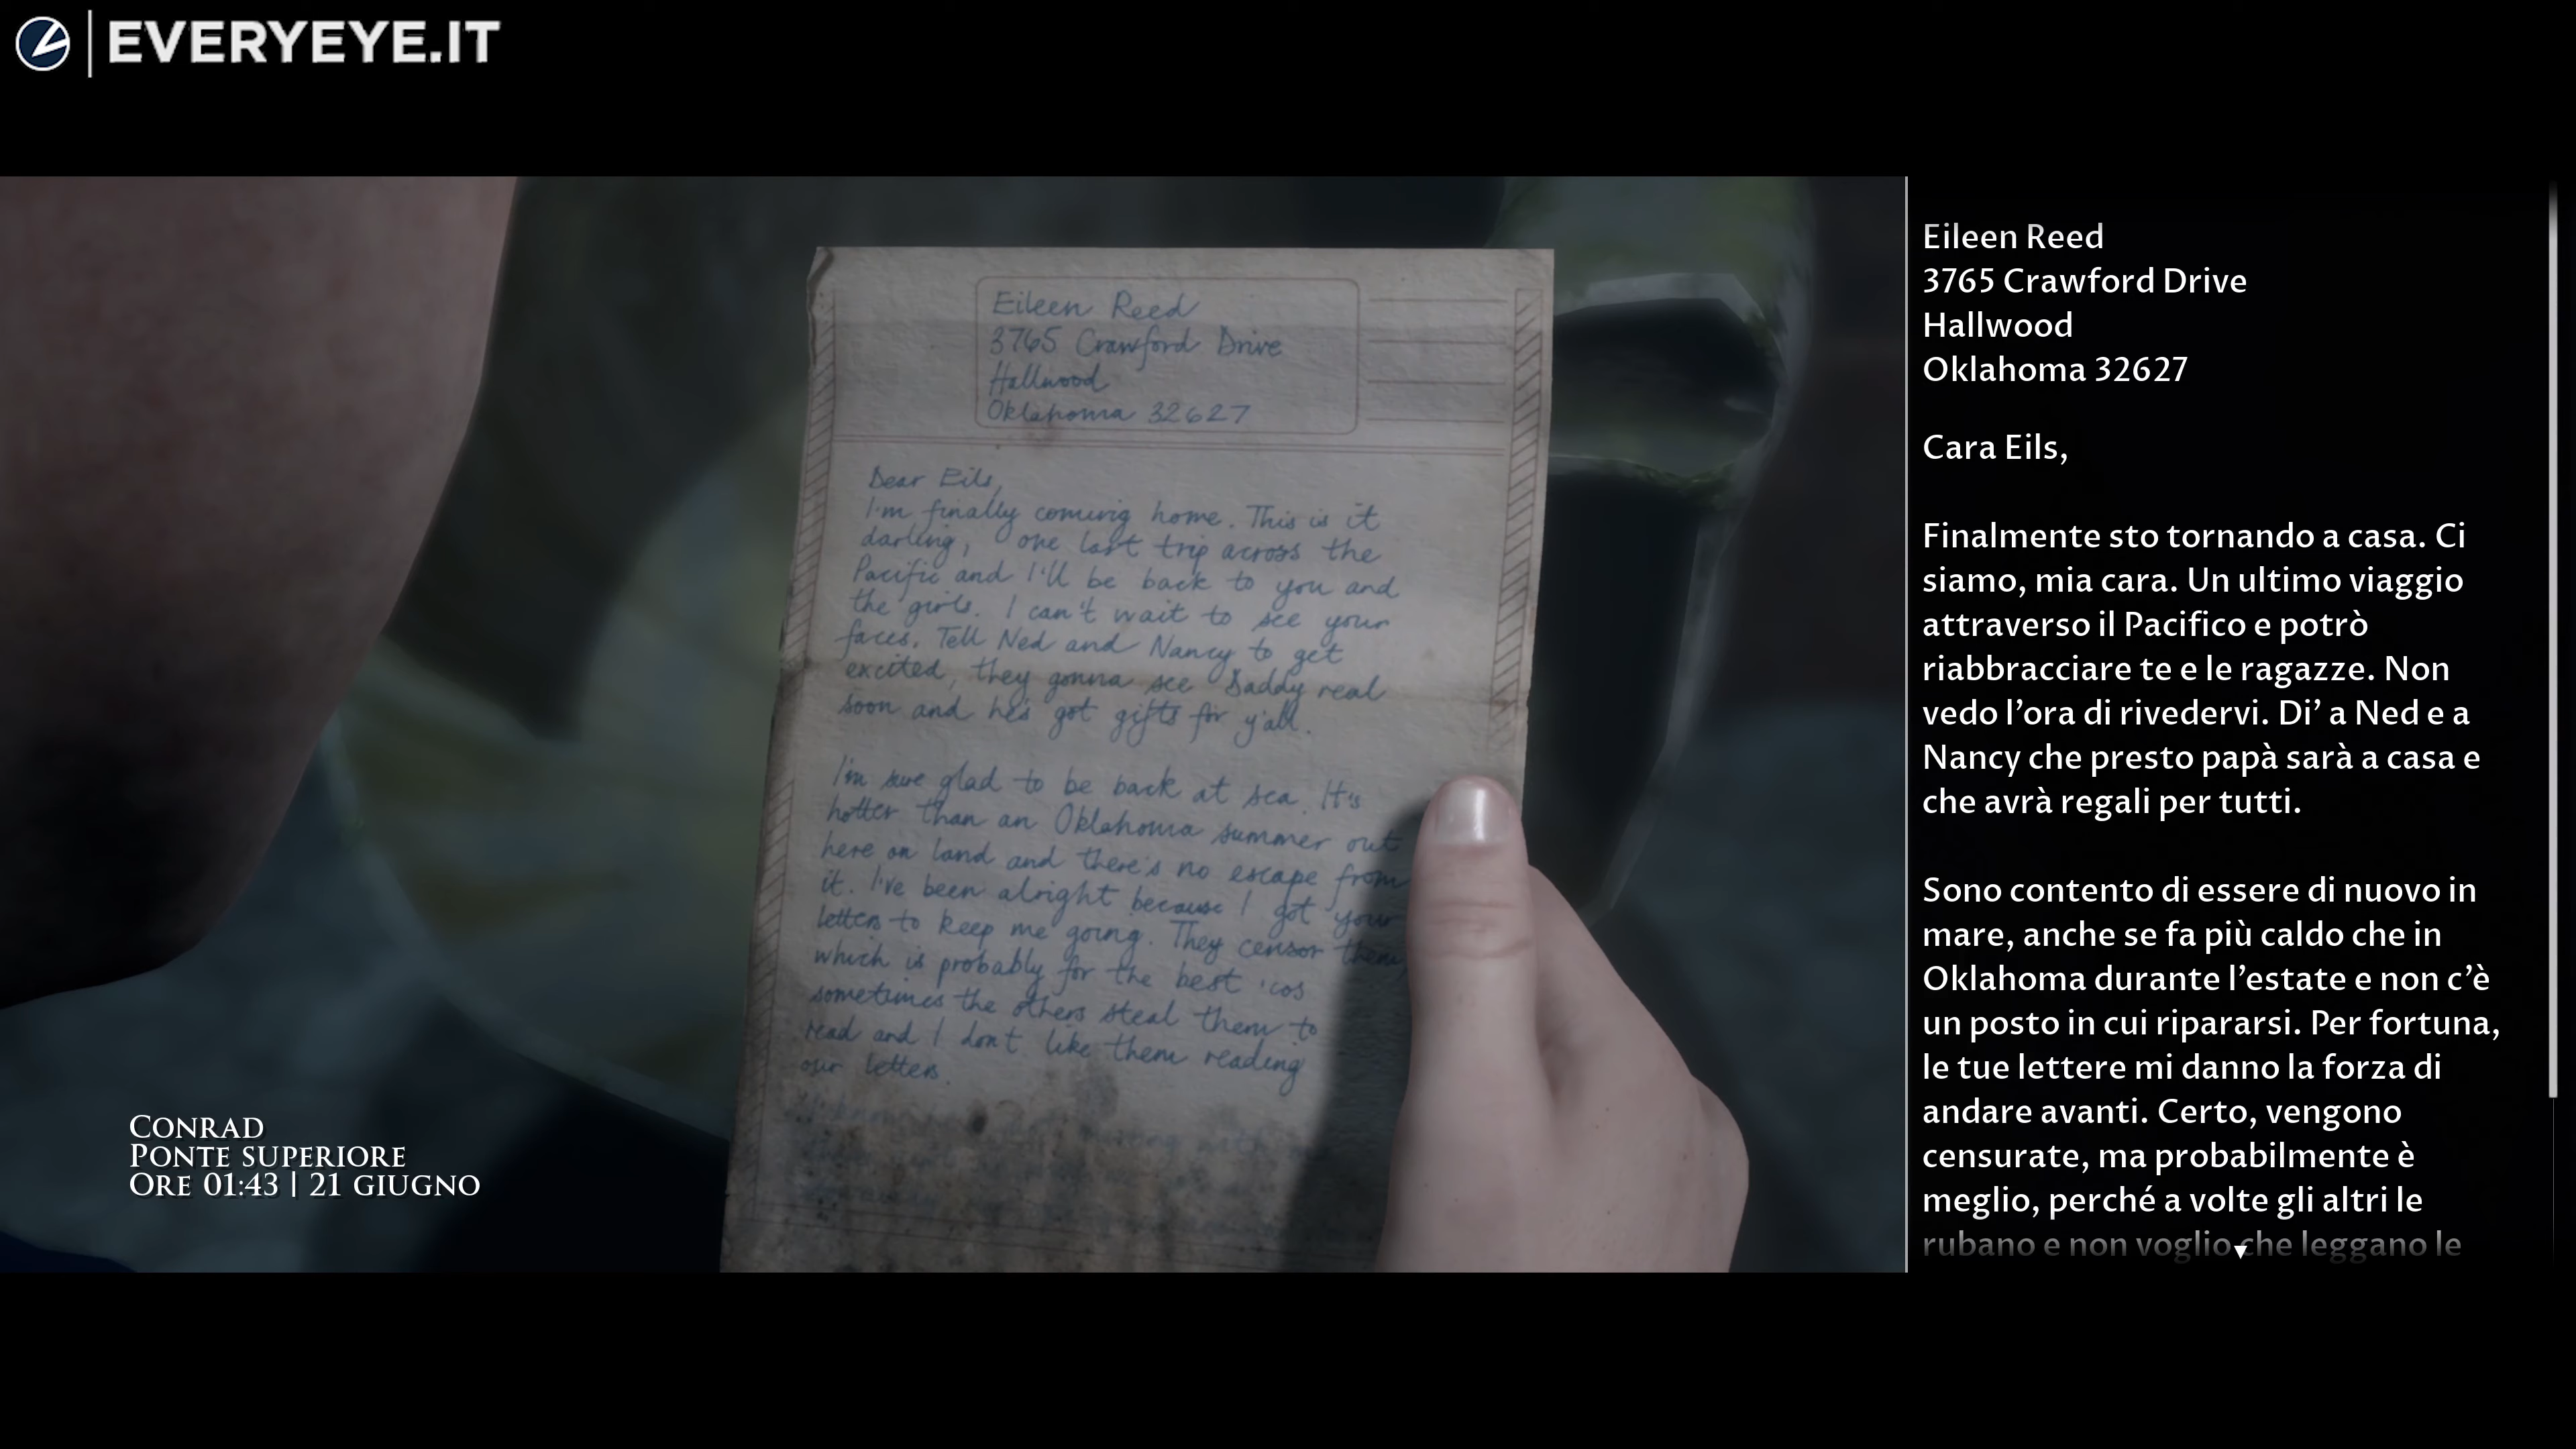 EVERYEYE.IT
Eileen Reed
3765 Crawford Drive
Hallwood
Oklahoma 32627
Dear Eils,
I'm finally coming home. This is it
darling, one last trip across the
Pacific and I'll be back to you and
the girls. I can't wait to see your
faces. Tell Ned and Nancy to get
excited, they gonna see Daddy real
soon and he's got gifts for y'all.
I'm sure glad to be back at sea. It's
hotter than an Oklahoma summer out
here on land and there's no escape from
it. I've been alright because I got your
letters to keep me going. They censor them,
which is probably for the best 'cos
sometimes the others steal them to
read and I don't like them reading
our letters.
CONRAD
PONTE SUPERIORE
ORE 01:43 | 21 GIUGNO
Eileen Reed
3765 Crawford Drive
Hallwood
Oklahoma 32627
Cara Eils,
Finalmente sto tornando a casa. Ci
siamo, mia cara. Un ultimo viaggio
attraverso il Pacifico e potrò
riabbracciare te e le ragazze. Non
vedo l'ora di rivedervi. Di' a Ned e a
Nancy che presto papà sarà a casa e
che avrà regali per tutti.
Sono contento di essere di nuovo in
mare, anche se fa più caldo che in
Oklahoma durante l'estate e non c'è
un posto in cui ripararsi. Per fortuna,
le tue lettere mi danno la forza di
andare avanti. Certo, vengono
censurate, ma probabilmente è
meglio, perché a volte gli altri le
rubano e non voglio che leggano le